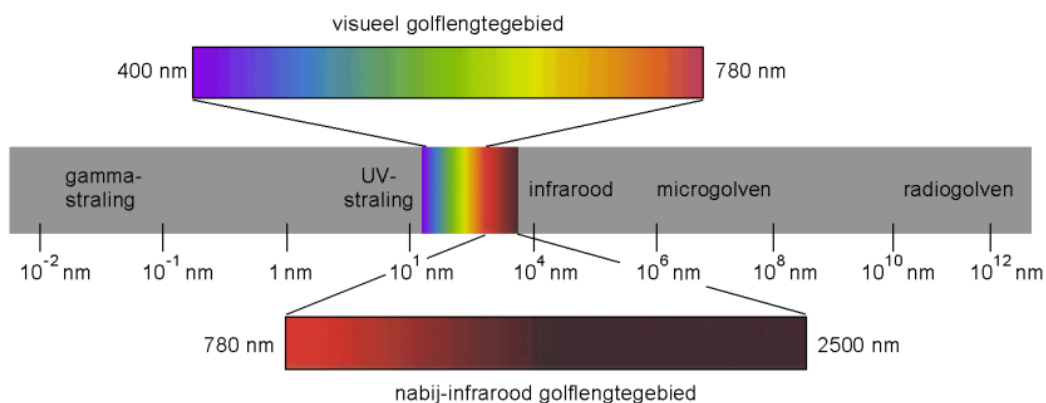 visueel golflengtegebied
400 nm
780 nm
gamma-
straling
UV-
straling
infrarood
microgolven
radiogolven
10⁻² nm
10⁻¹ nm
1 nm
10¹ nm
10⁴ nm
10⁶ nm
10⁸ nm
10¹⁰ nm
10¹² nm
780 nm
2500 nm
nabij-infrarood golflengtegebied